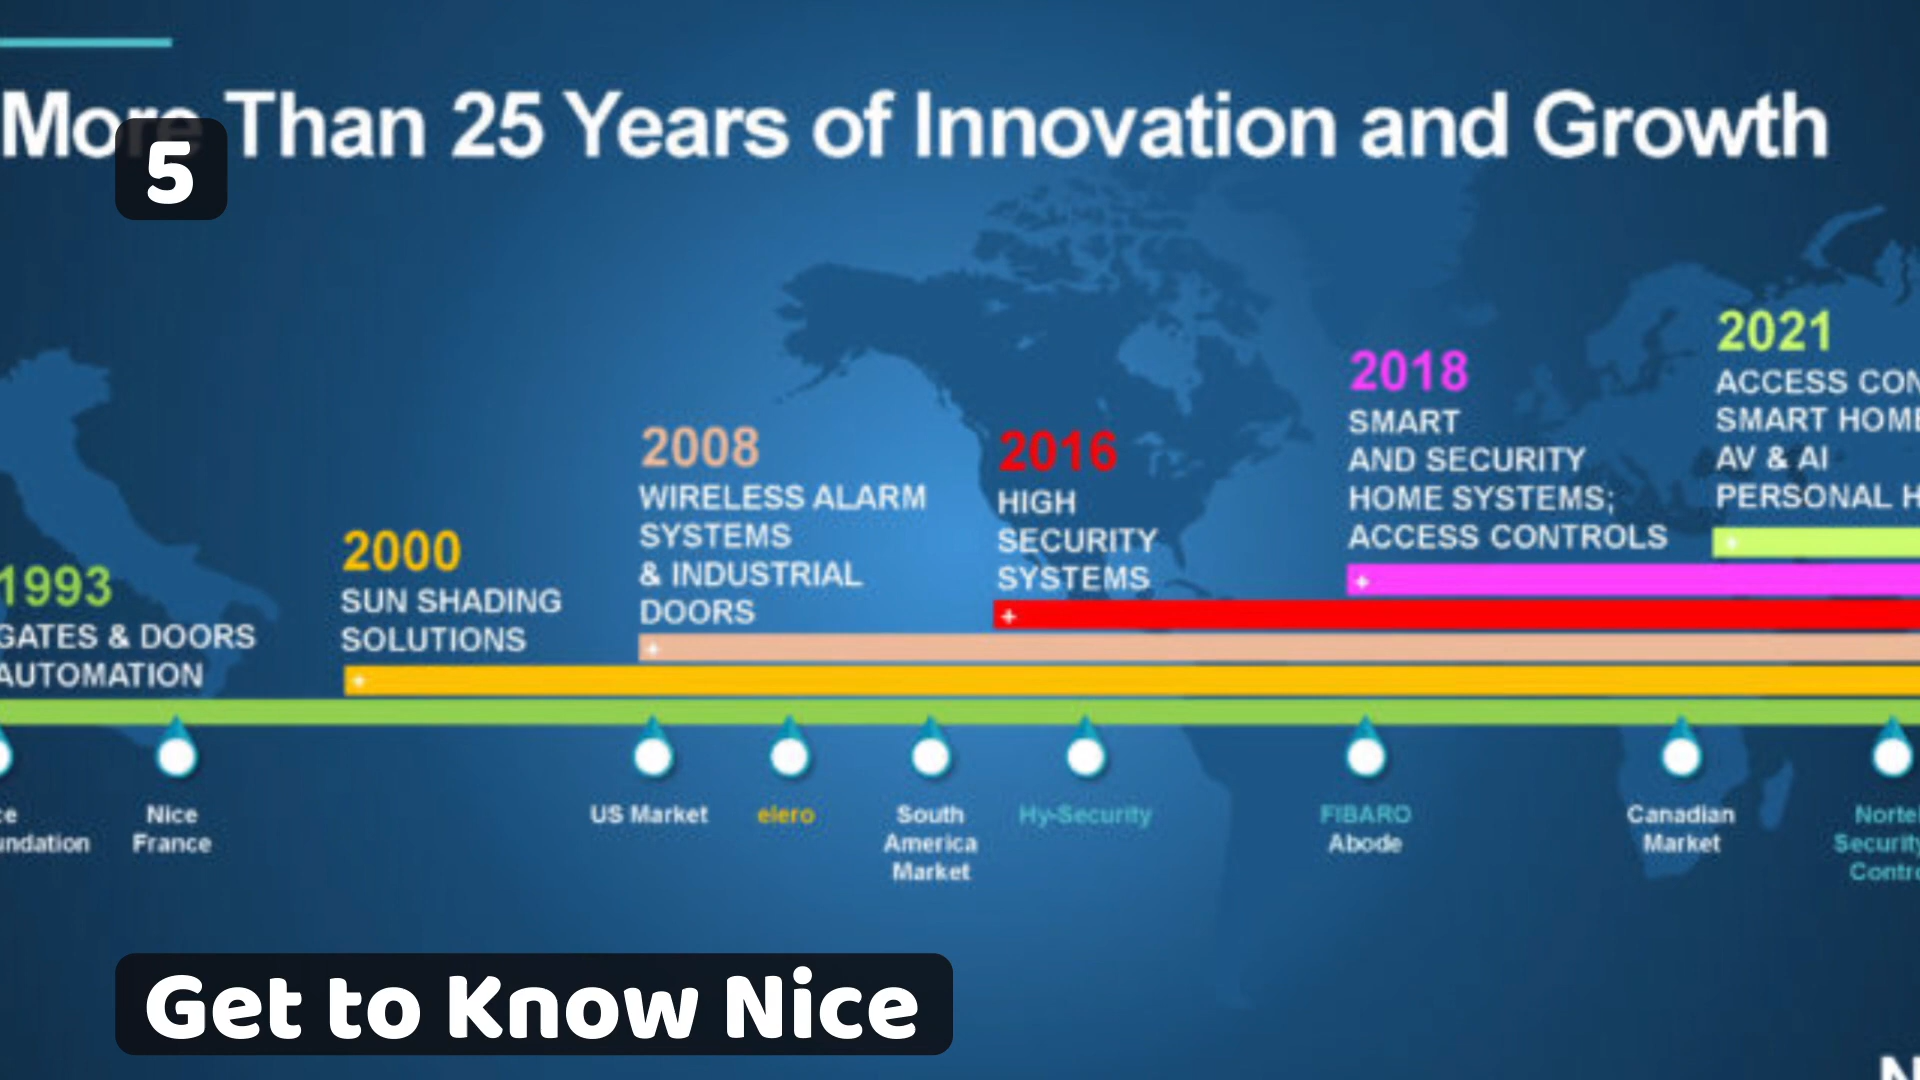 More Than 25 Years of Innovation and Growth
5
2021
ACCESS CON
SMART HOME
AV & AI
PERSONAL H
2018
SMART
AND SECURITY
HOME SYSTEMS;
ACCESS CONTROLS
2008
WIRELESS ALARM
SYSTEMS
& INDUSTRIAL
DOORS
2016
HIGH
SECURITY
SYSTEMS
2000
SUN SHADING
SOLUTIONS
1993
GATES & DOORS
AUTOMATION
ce
undation
Nice
France
US Market
elero
South
America
Market
Hy-Security
FIBARO
Abode
Canadian
Market
Norte
Security
Contro
Get to Know Nice